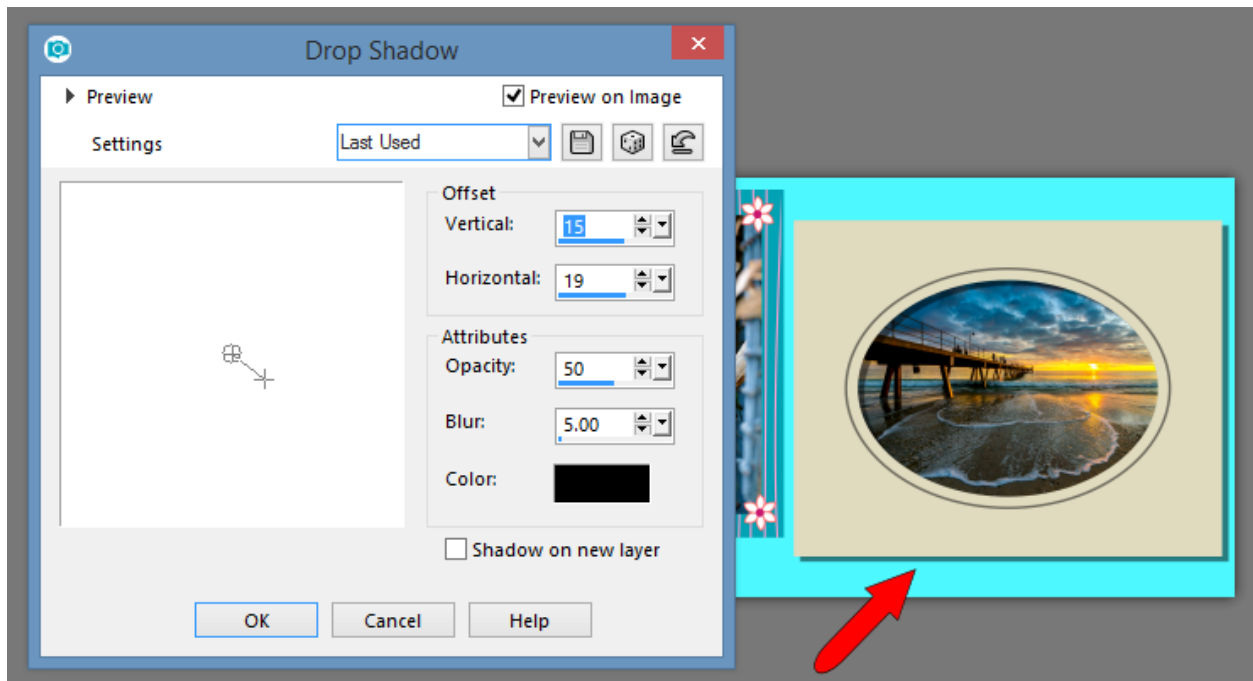 Drop Shadow
Preview
Preview on Image
Settings
Last Used
Offset
Vertical: 15
Horizontal: 19
Attributes
Opacity: 50
Blur: 5.00
Color:
Shadow on new layer
OK Cancel Help